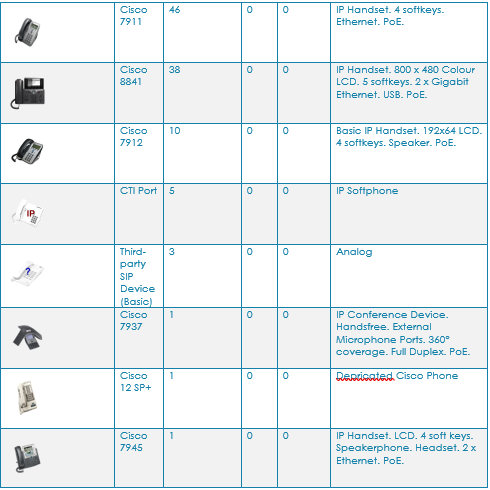 Cisco 46 0 0 IP Handset. 4 softkeys.
7911 Ethernet. PoE.
Cisco 38 0 0 IP Handset. 800 x 480 Colour
8841 LCD. 5 softkeys. 2 x Gigabit
Ethernet. USB. PoE.
Cisco 10 0 0 Basic IP Handset. 192x64 LCD.
7912 4 softkeys. Speaker. PoE.
IP
CTI Port 5 0 0 IP Softphone
?
Third- 3 0 0 Analog
party
SIP
Device
(Basic)
Cisco 1 0 0 IP Conference Device.
7937 Handsfree. External
Microphone Ports. 360°
coverage. Full Duplex. PoE.
Cisco 1 0 0 Depricated Cisco Phone
12 SP+
Cisco 1 0 0 IP Handset. LCD. 4 soft keys.
7945 Speakerphone. Headset. 2 x
Ethernet. PoE.